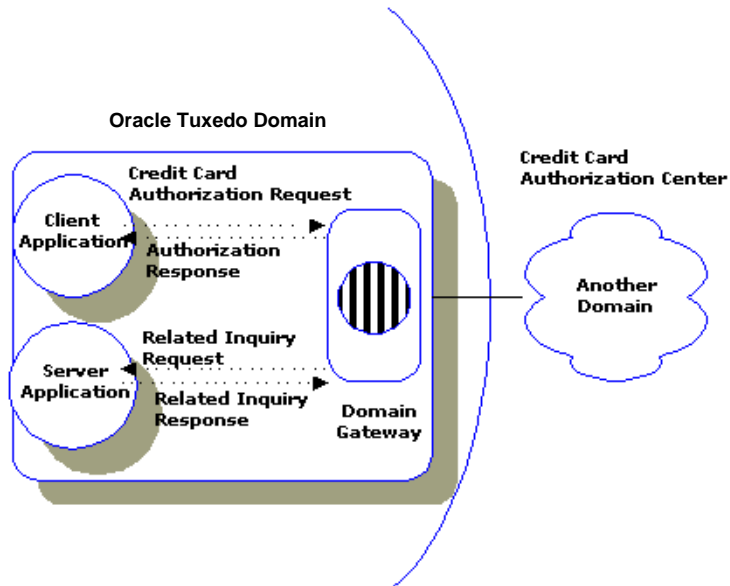 Oracle Tuxedo Domain
Credit Card
Authorization Request
Client
Application
Authorization
Response
Related Inquiry
Request
Server
Application
Related Inquiry
Response
Domain
Gateway
Credit Card
Authorization Center
Another
Domain